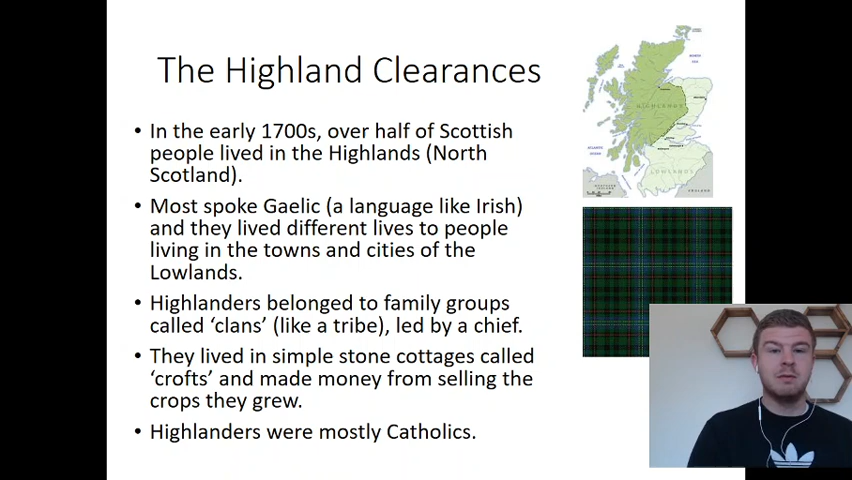 The Highland Clearances
• In the early 1700s, over half of Scottish
people lived in the Highlands (North
Scotland).
• Most spoke Gaelic (a language like Irish)
and they lived different lives to people
living in the towns and cities of the
Lowlands.
• Highlanders belonged to family groups
called ‘clans’ (like a tribe), led by a chief.
• They lived in simple stone cottages called
‘crofts’ and made money from selling the
crops they grew.
• Highlanders were mostly Catholics.
HIGHLANDS
LOWLANDS
ENGLAND